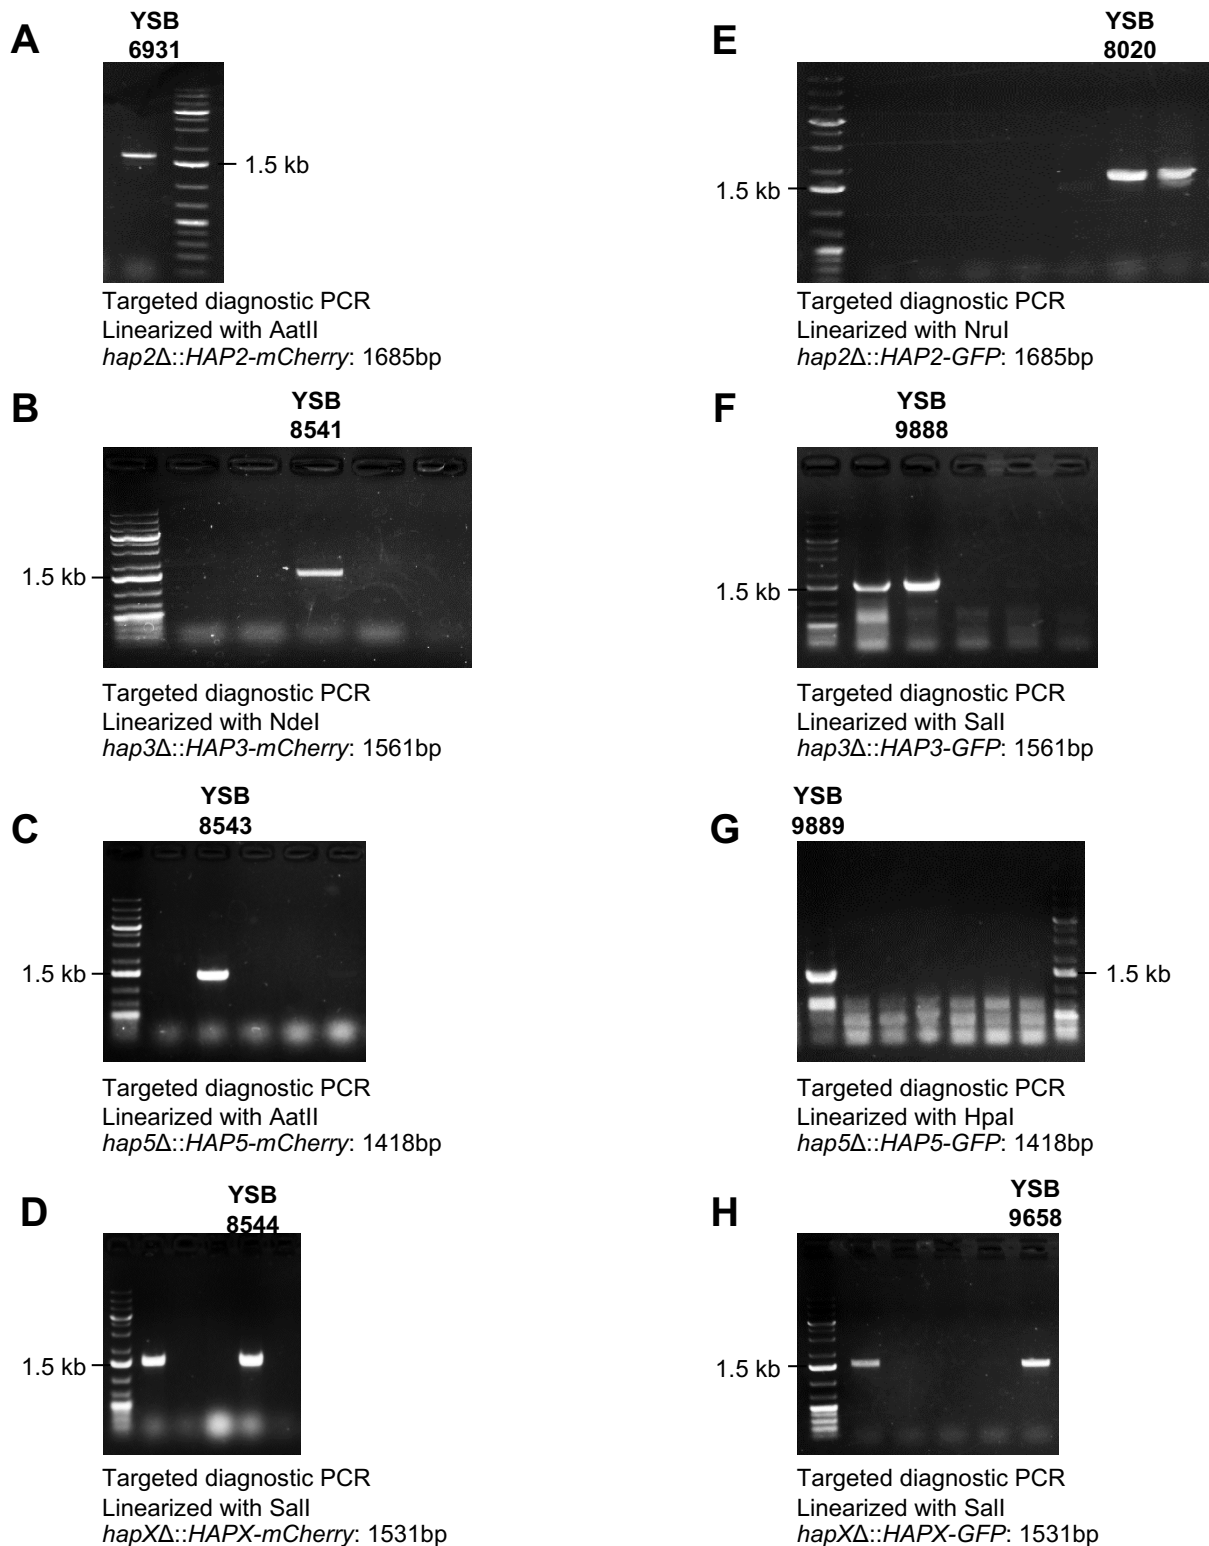 A
YSB
6931
1.5 kb
Targeted diagnostic PCR
Linearized with AatII
hap2Δ::HAP2-mCherry: 1685bp
B
YSB
8541
1.5 kb
Targeted diagnostic PCR
Linearized with NdeI
hap3Δ::HAP3-mCherry: 1561bp
C
YSB
8543
1.5 kb
Targeted diagnostic PCR
Linearized with AatII
hap5Δ::HAP5-mCherry: 1418bp
D
YSB
8544
1.5 kb
Targeted diagnostic PCR
Linearized with SalI
hapXΔ::HAPX-mCherry: 1531bp
E
YSB
8020
1.5 kb
Targeted diagnostic PCR
Linearized with NruI
hap2Δ::HAP2-GFP: 1685bp
F
YSB
9888
1.5 kb
Targeted diagnostic PCR
Linearized with SalI
hap3Δ::HAP3-GFP: 1561bp
G
YSB
9889
1.5 kb
Targeted diagnostic PCR
Linearized with HpaI
hap5Δ::HAP5-GFP: 1418bp
H
YSB
9658
1.5 kb
Targeted diagnostic PCR
Linearized with SalI
hapXΔ::HAPX-GFP: 1531bp